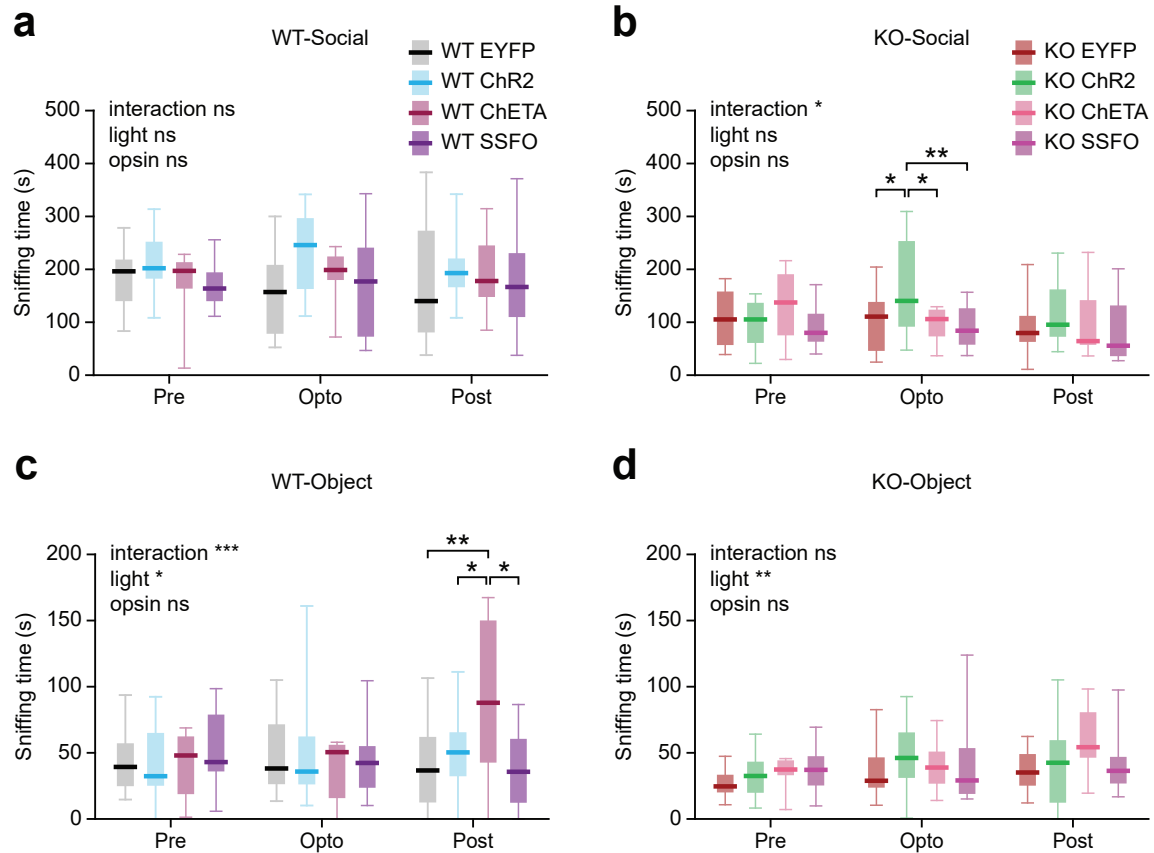 a
WT-Social
WT EYFP
WT ChR2
WT ChETA
WT SSFO
interaction ns
light ns
opsin ns
Sniffing time (s)
500
400
300
200
100
0
Pre
Opto
Post
b
KO-Social
KO EYFP
KO ChR2
KO ChETA
KO SSFO
interaction *
light ns
opsin ns
**
* *
Sniffing time (s)
500
400
300
200
100
0
Pre
Opto
Post
c
WT-Object
interaction ***
light *
opsin ns
**
* *
Sniffing time (s)
200
150
100
50
0
Pre
Opto
Post
d
KO-Object
interaction ns
light **
opsin ns
Sniffing time (s)
200
150
100
50
0
Pre
Opto
Post